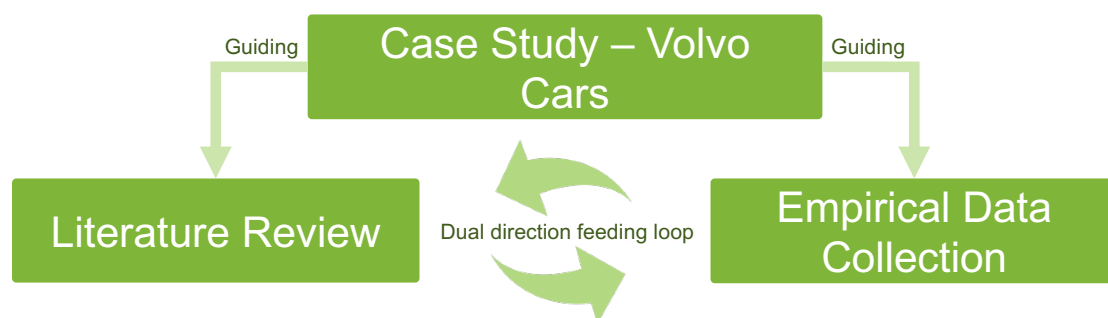 Guiding
Case Study – Volvo
Cars
Guiding
Literature Review
Dual direction feeding loop
Empirical Data
Collection